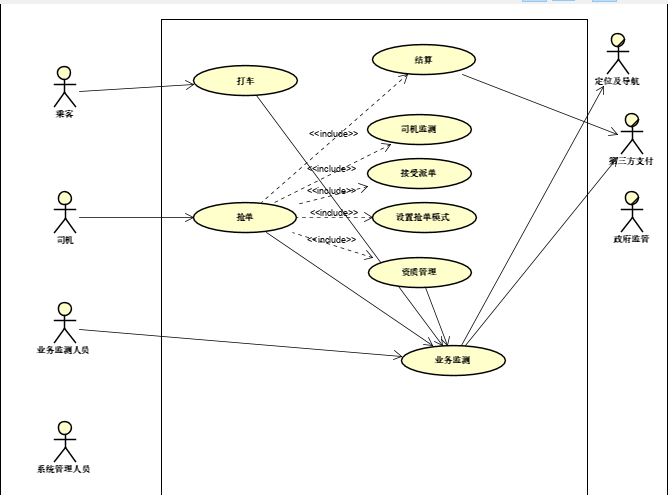 结算
定位及导航
打车
乘客
<<include>>
司机监测
第三方支付
<<include>>
接受派单
<<include>>
抢单
<<include>>
设置抢单模式
司机
政府监管
<<include>>
资质管理
业务监测人员
业务监测
系统管理人员